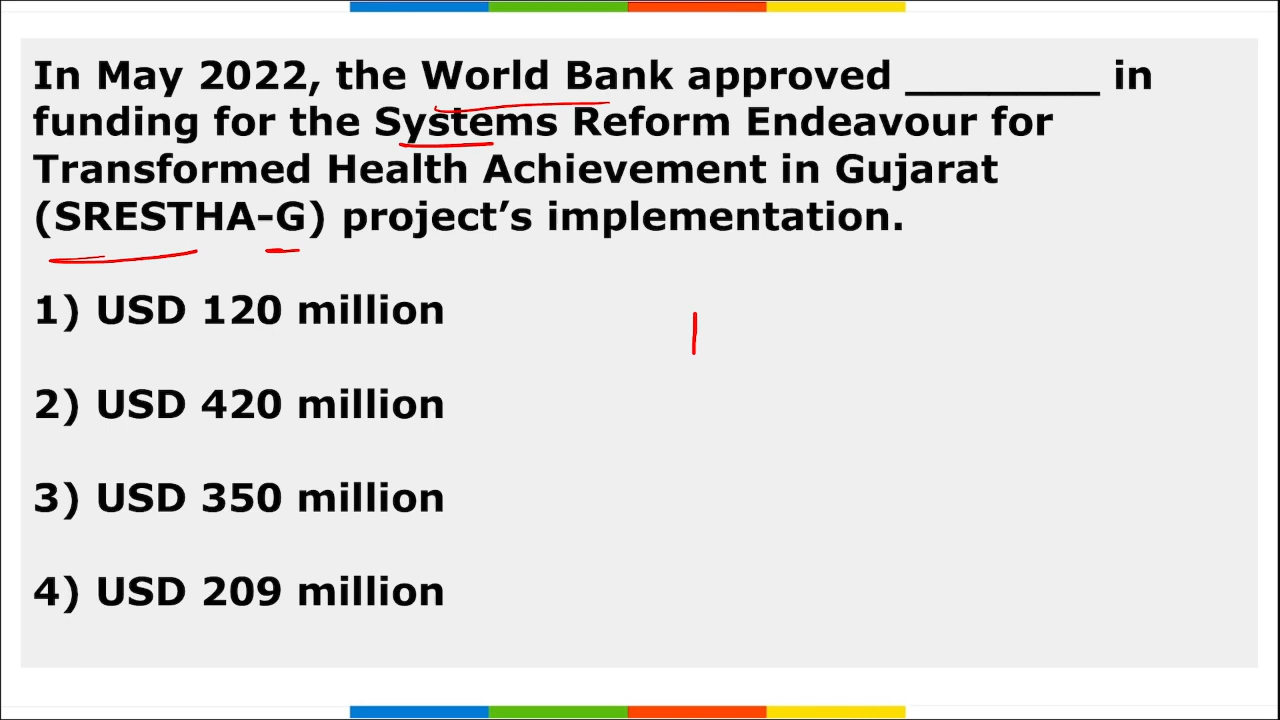 In May 2022, the World Bank approved __________ in
funding for the Systems Reform Endeavour for
Transformed Health Achievement in Gujarat
(SRESTHA-G) project’s implementation.
1) USD 120 million
2) USD 420 million
3) USD 350 million
4) USD 209 million